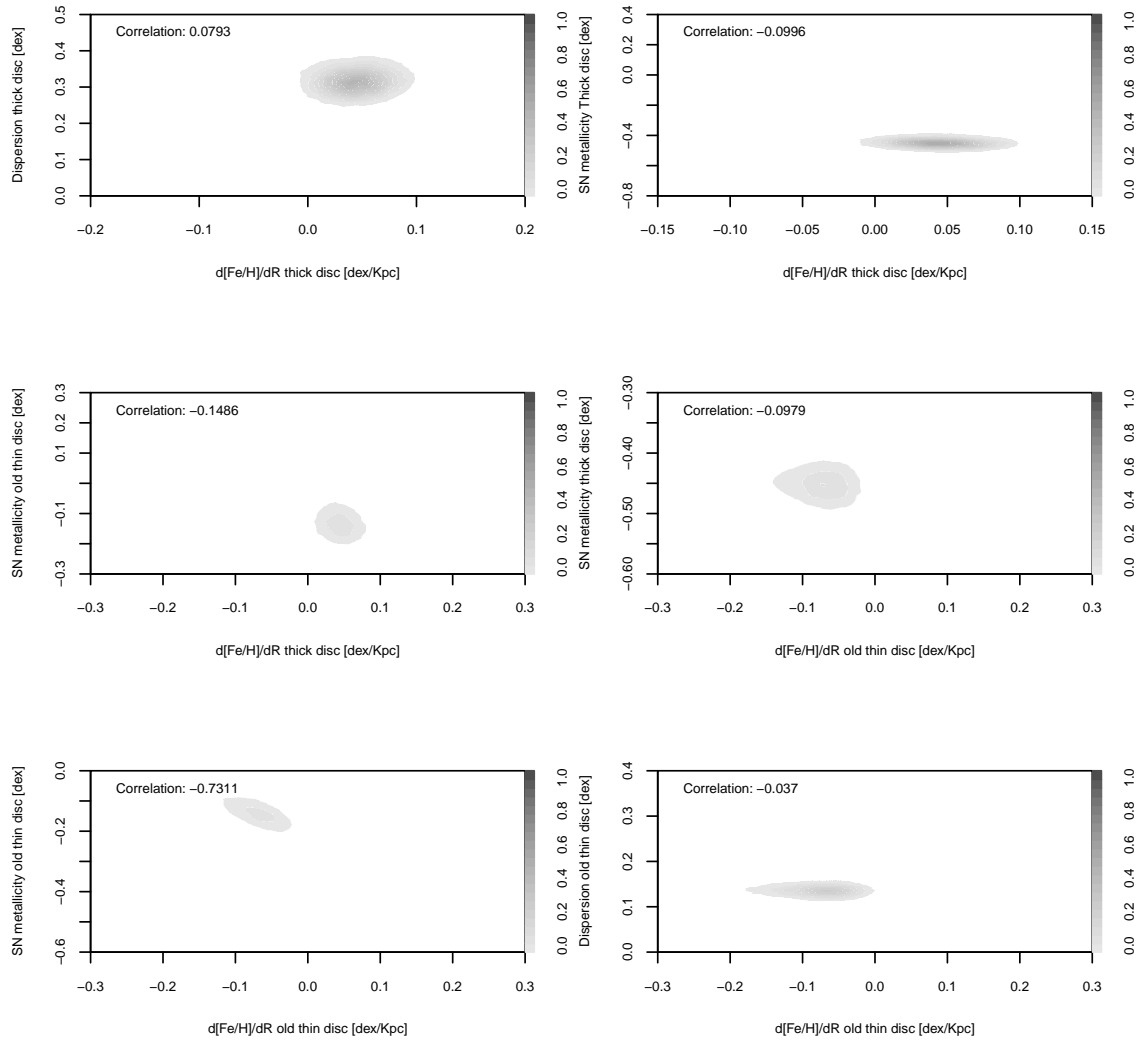 Correlation: 0.0793
Dispersion thick disc [dex]
0.0 0.1 0.2 0.3 0.4 0.5
−0.2 −0.1 0.0 0.1 0.2
d[Fe/H]/dR thick disc [dex/Kpc]
0.0 0.2 0.4 0.6 0.8 1.0
Correlation: −0.0996
SN metallicity Thick disc [dex]
−0.8 −0.4 0.0 0.2 0.4
−0.15 −0.10 −0.05 0.00 0.05 0.10 0.15
d[Fe/H]/dR thick disc [dex/Kpc]
0.0 0.2 0.4 0.6 0.8 1.0
Correlation: −0.1486
SN metallicity old thin disc [dex]
−0.3 −0.1 0.1 0.2 0.3
−0.3 −0.2 −0.1 0.0 0.1 0.2 0.3
d[Fe/H]/dR thick disc [dex/Kpc]
0.0 0.2 0.4 0.6 0.8 1.0
Correlation: −0.0979
SN metallicity thick disc [dex]
−0.60 −0.50 −0.40 −0.30
−0.3 −0.2 −0.1 0.0 0.1 0.2 0.3
d[Fe/H]/dR old thin disc [dex/Kpc]
0.0 0.2 0.4 0.6 0.8 1.0
Correlation: −0.7311
SN metallicity old thin disc [dex]
−0.6 −0.4 −0.2 0.0
−0.3 −0.2 −0.1 0.0 0.1 0.2 0.3
d[Fe/H]/dR old thin disc [dex/Kpc]
0.0 0.2 0.4 0.6 0.8 1.0
Correlation: −0.037
Dispersion old thin disc [dex]
0.0 0.1 0.2 0.3 0.4
−0.3 −0.2 −0.1 0.0 0.1 0.2 0.3
d[Fe/H]/dR old thin disc [dex/Kpc]
0.0 0.2 0.4 0.6 0.8 1.0